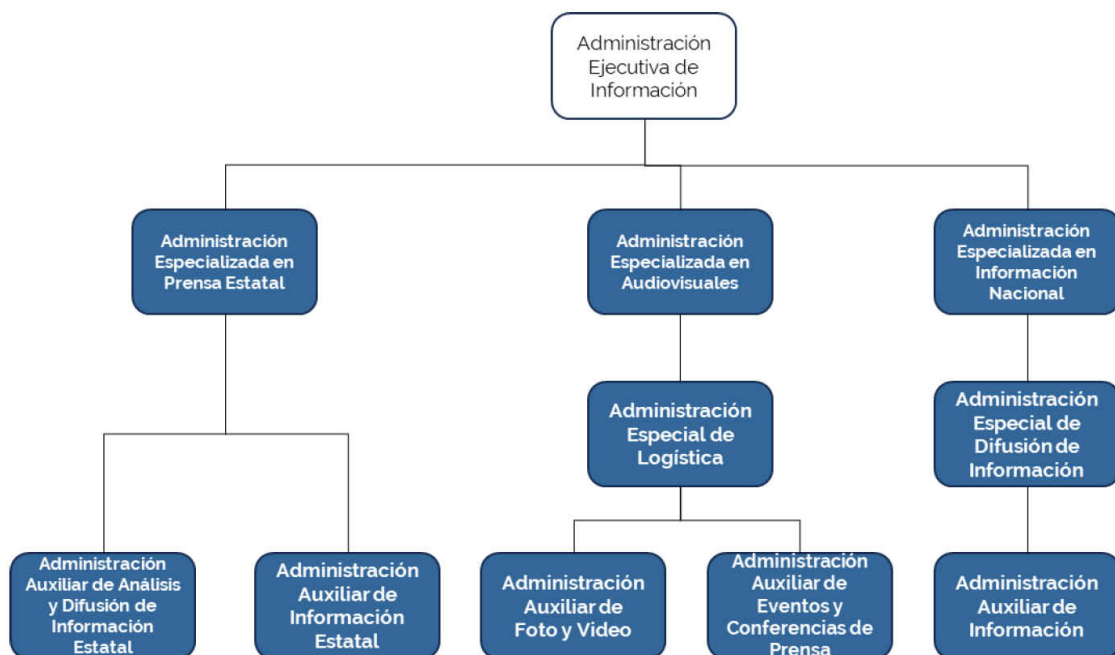 Administración
Ejecutiva de
Información
Administración
Especializada en
Prensa Estatal
Administración
Especializada en
Audiovisuales
Administración
Especializada en
Información
Nacional
Administración
Especial de
Logística
Administración
Especial de
Difusión de
Información
Administración
Auxiliar de Análisis
y Difusión de
Información
Estatal
Administración
Auxiliar de
Información
Estatal
Administración
Auxiliar de
Foto y Video
Administración
Auxiliar de
Eventos y
Conferencias de
Prensa
Administración
Auxiliar de
Información